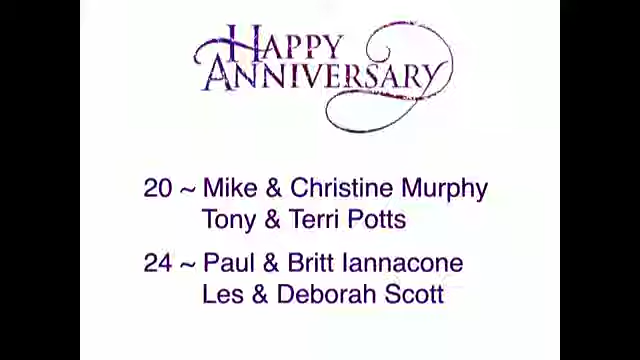 Happy
Anniversary
20 ~ Mike & Christine Murphy
Tony & Terri Potts
24 ~ Paul & Britt Iannacone
Les & Deborah Scott